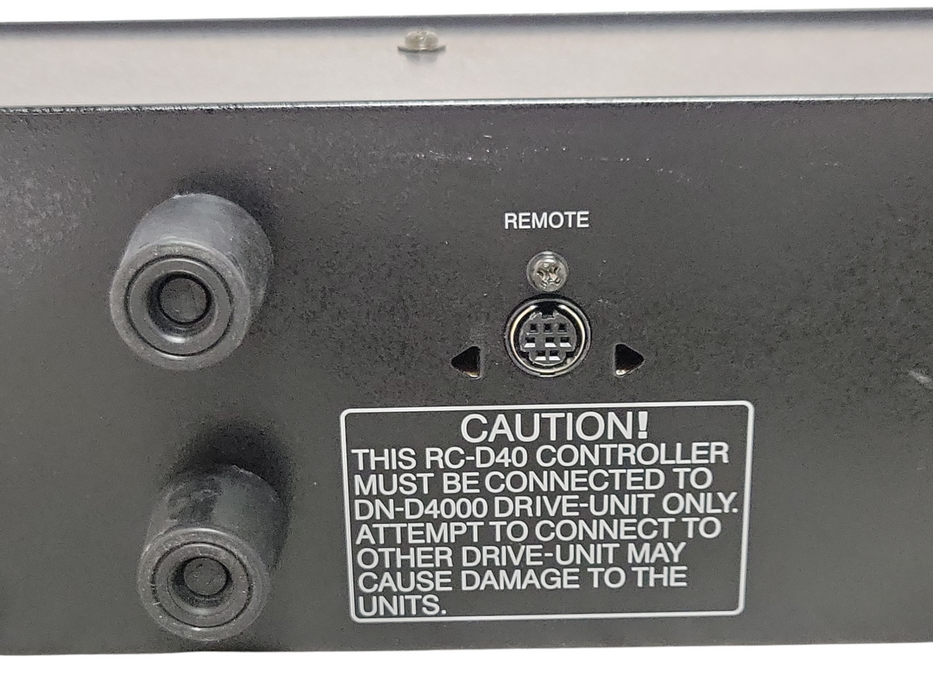 REMOTE
CAUTION!
THIS RC-D40 CONTROLLER
MUST BE CONNECTED TO
DN-D4000 DRIVE-UNIT ONLY.
ATTEMPT TO CONNECT TO
OTHER DRIVE-UNIT MAY
CAUSE DAMAGE TO THE
UNITS.